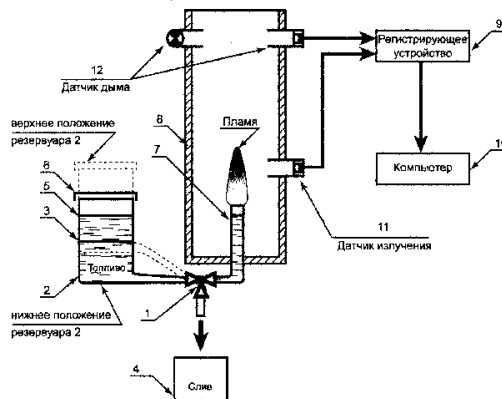 9
Регистрирующее
устройство
12
Датчик дыма
8
Пламя
верхнее положение
резервуара 2
7
Компьютер
6
5
11
Датчик излучения
3
Топливо
2
1
нижнее положение
резервуара 2
4
Слив